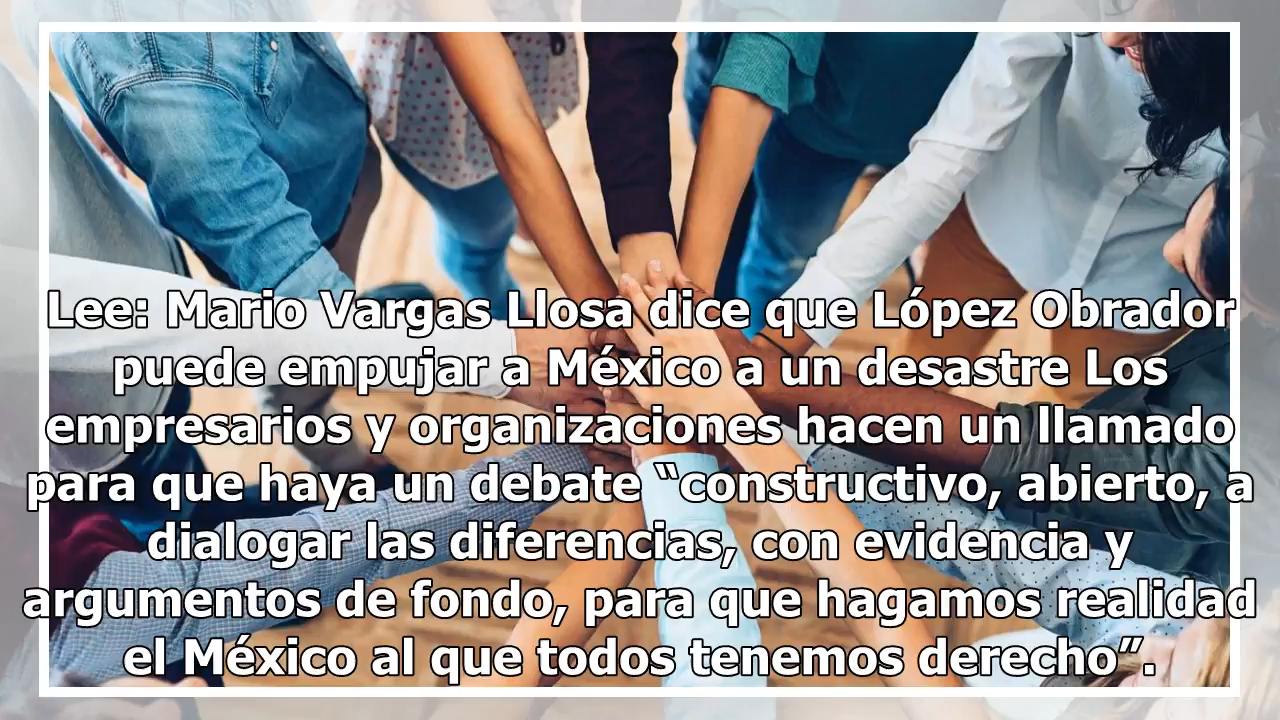 Lee: Mario Vargas Llosa dice que López Obrador
puede empujar a México a un desastre Los
empresarios y organizaciones hacen un llamado
para que haya un debate “constructivo, abierto, a
dialogar las diferencias, con evidencia y
argumentos de fondo, para que hagamos realidad
el México al que todos tenemos derecho”.